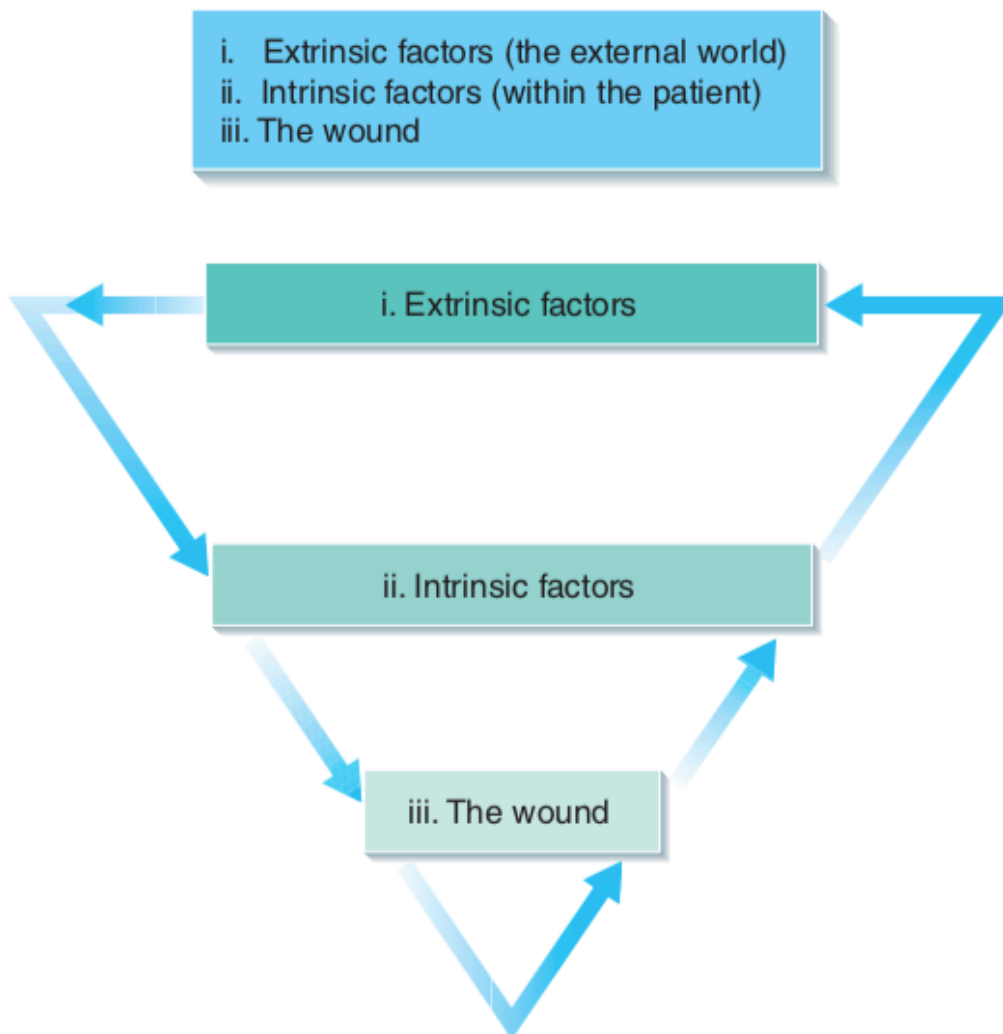 i. Extrinsic factors (the external world)
ii. Intrinsic factors (within the patient)
iii. The wound
i. Extrinsic factors
ii. Intrinsic factors
iii. The wound